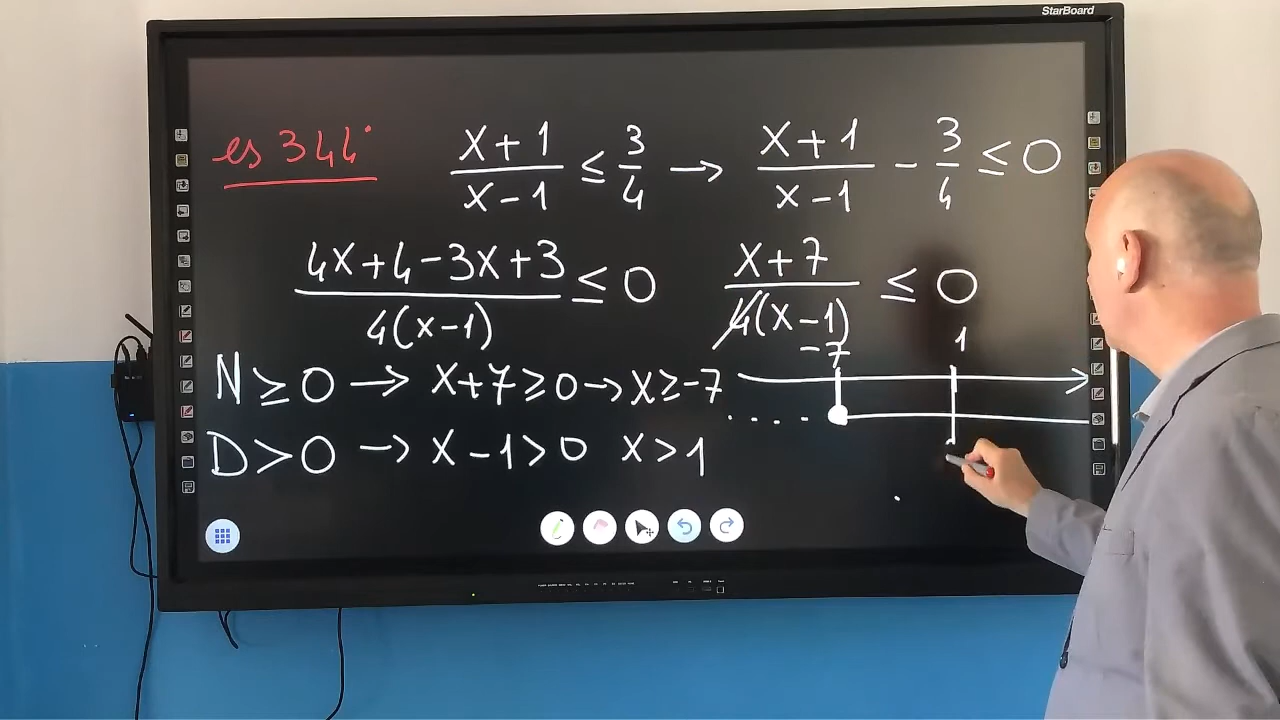 StarBoard
es 344
x+1/x-1 ≤ 3/4 → x+1/x-1 - 3/4 ≤ 0
4x+4-3x+3/4(x-1) ≤ 0   x+7/4(x-1) ≤ 0
-7   1
N ≥ 0 → x+7 ≥ 0 → x ≥ -7
D > 0 → x-1 > 0   x > 1